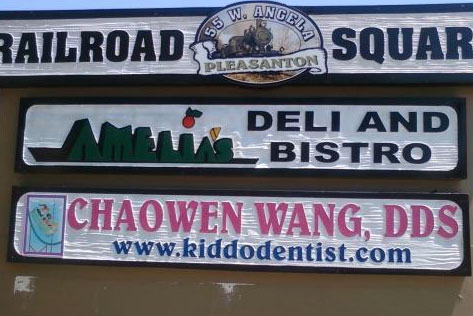 RAILROAD 55 W. ANGELA SQUAR
PLEASANTON
AMELIA'S DELI AND
BISTRO
CHAOWEN WANG, DDS
www.kiddodentist.com